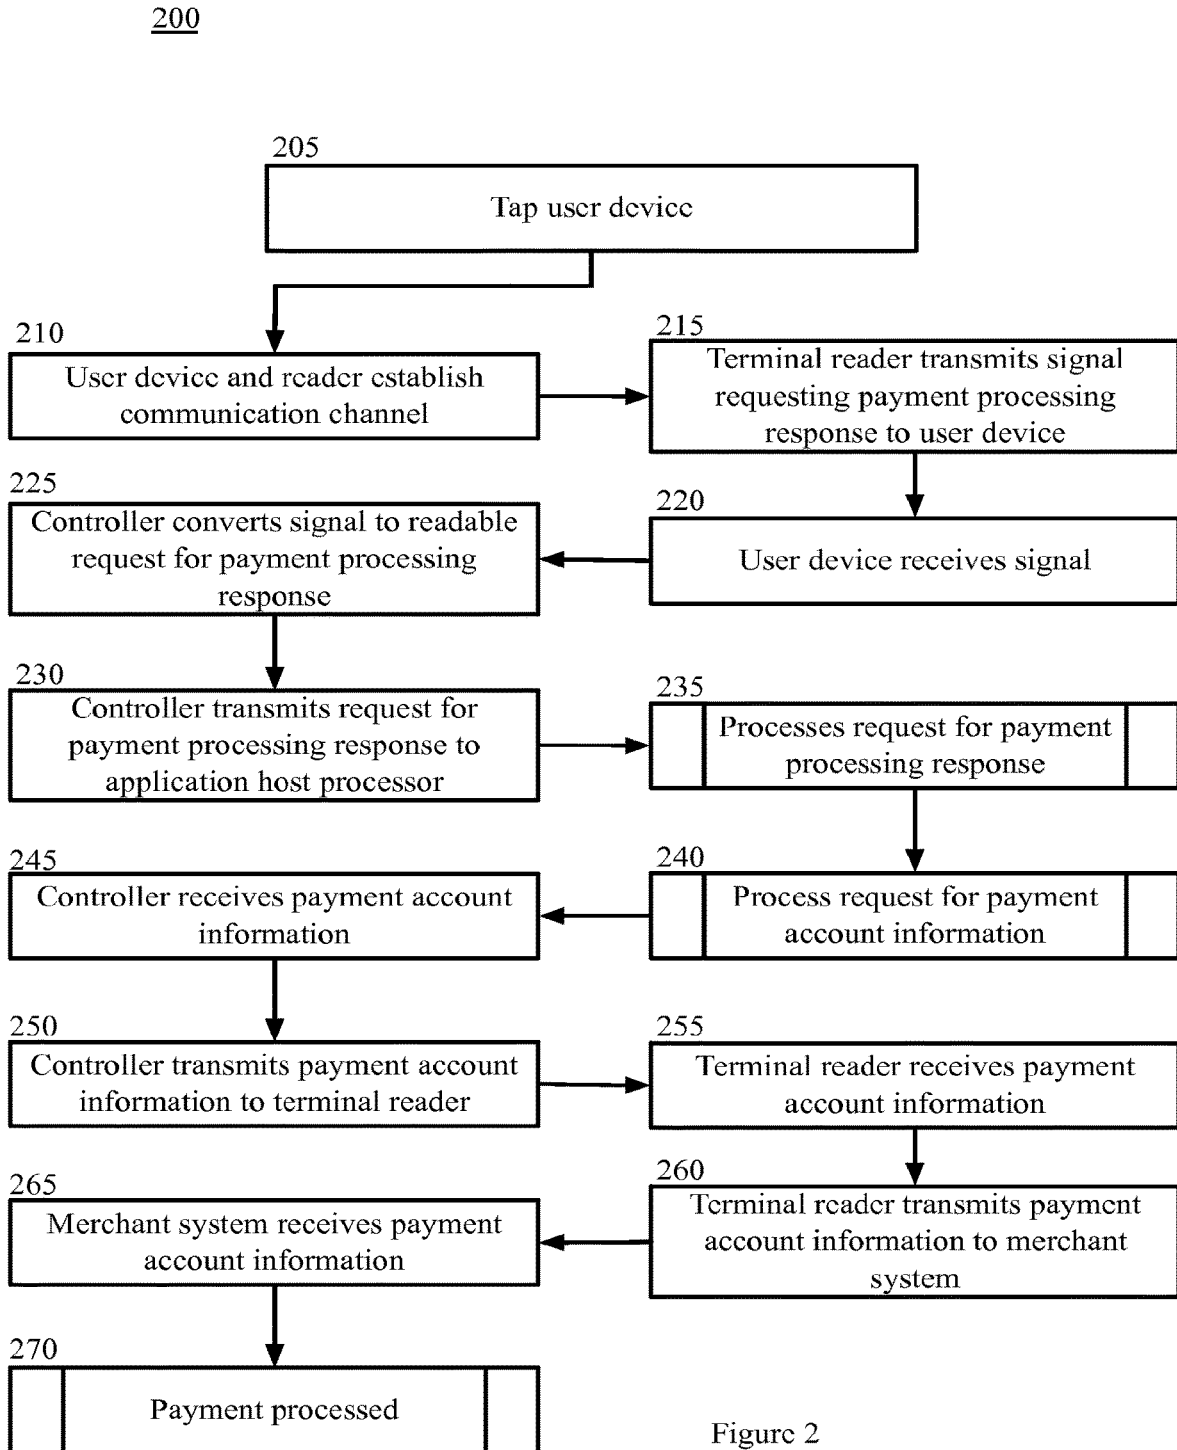 200
205
Tap user device
210
User device and reader establish
communication channel
215
Terminal reader transmits signal
requesting payment processing
response to user device
220
User device receives signal
225
Controller converts signal to readable
request for payment processing
response
230
Controller transmits request for
payment processing response to
application host processor
235
Processes request for payment
processing response
240
Process request for payment
account information
245
Controller receives payment account
information
250
Controller transmits payment account
information to terminal reader
255
Terminal reader receives payment
account information
260
Terminal reader transmits payment
account information to merchant
system
265
Merchant system receives payment
account information
270
Payment processed
Figure 2